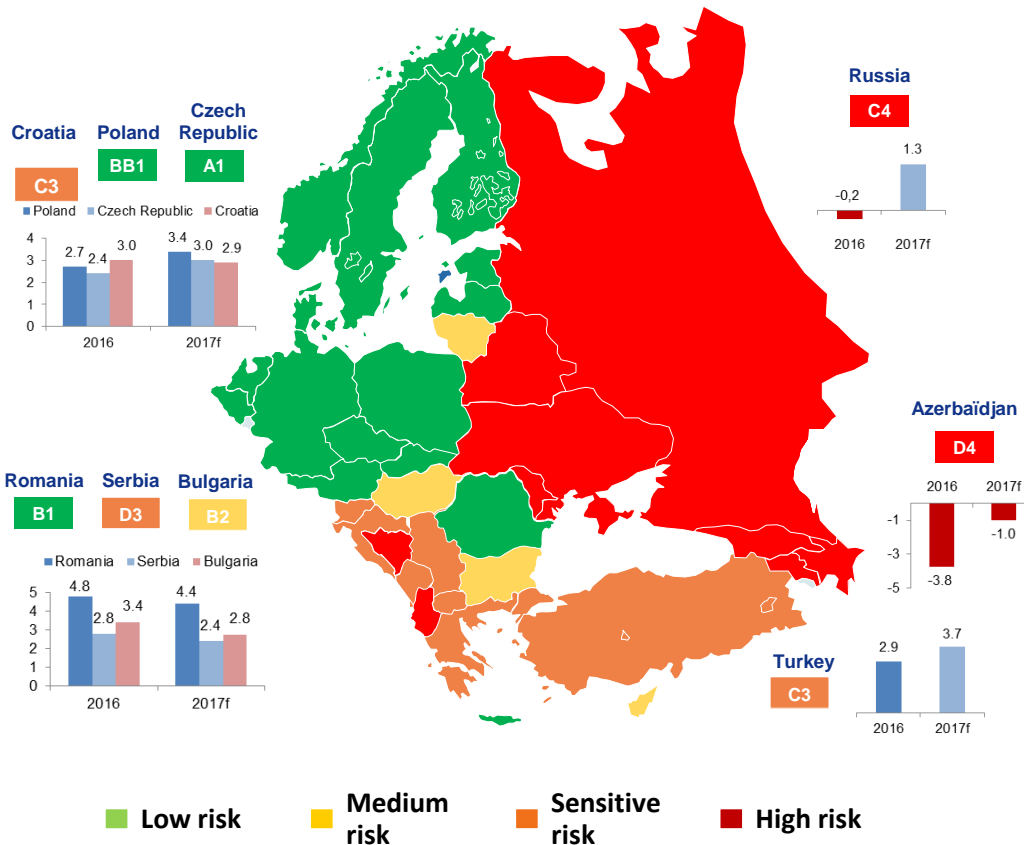 Croatia
Poland
Czech
Republic
C3
BB1
A1
Poland Czech Republic Croatia
4
3
2
1
0
2.7
2.4
3.0
3.4
3.0
2.9
2016
2017f
Russia
C4
-0,2
1.3
2016
2017f
Azerbaïdjan
D4
2016
2017f
-1
-3
-5
-3.8
-1.0
Romania
Serbia
Bulgaria
B1
D3
B2
Romania Serbia Bulgaria
5
4
3
2
1
0
4.8
2.8
3.4
4.4
2.4
2.8
2016
2017f
Turkey
C3
2.9
3.7
2016
2017f
Low risk
Medium
risk
Sensitive
risk
High risk